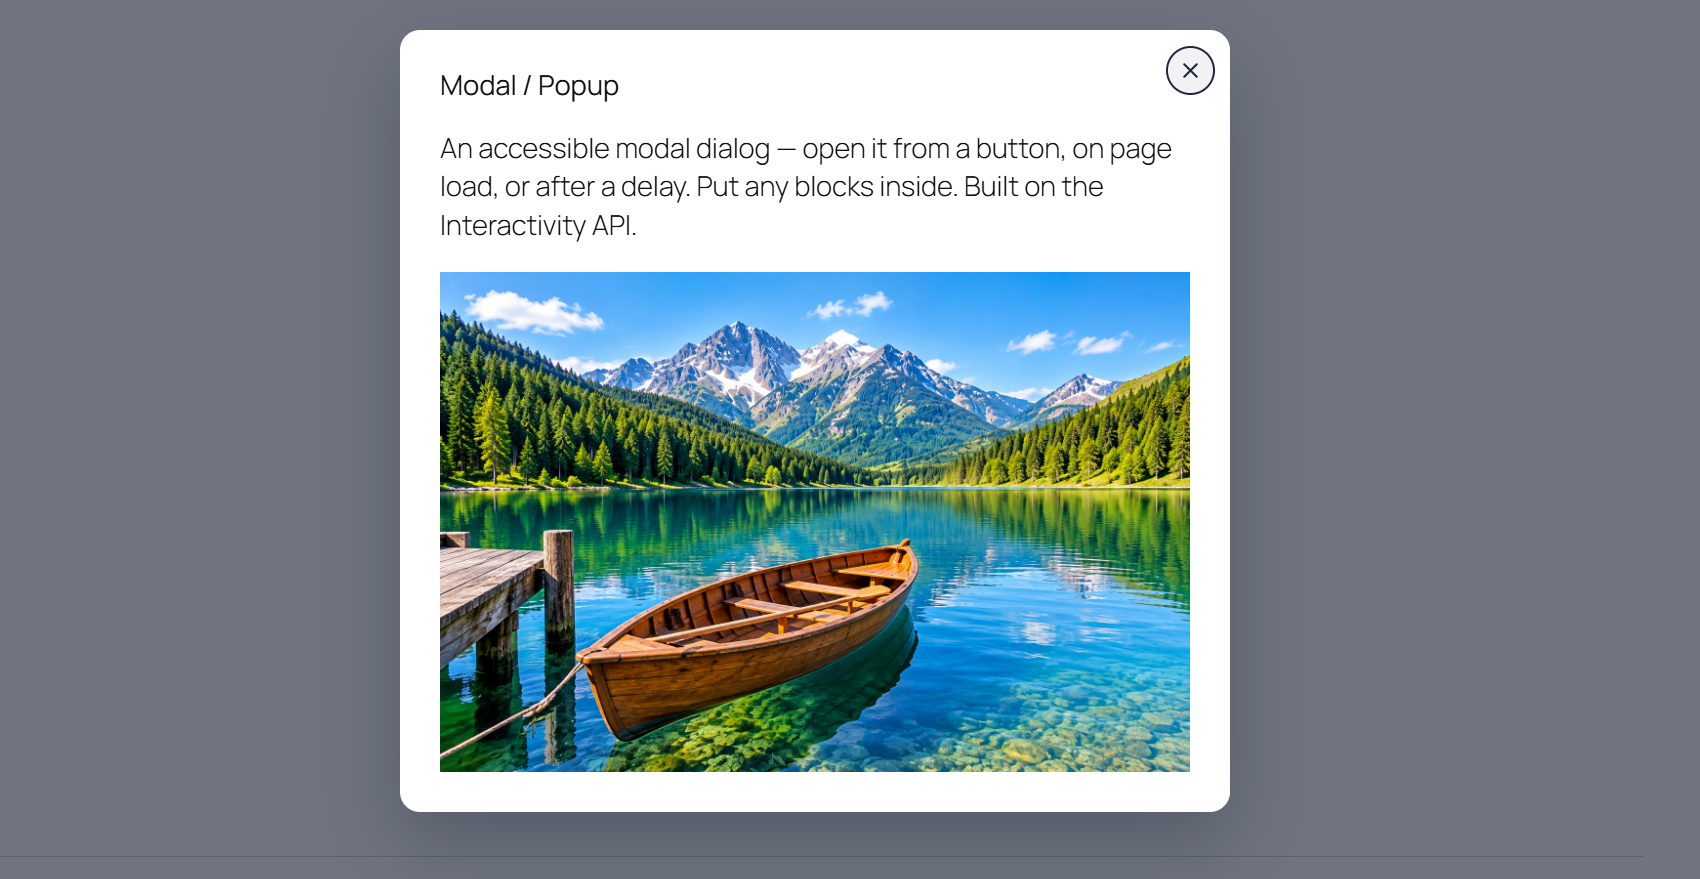 Modal / Popup
An accessible modal dialog — open it from a button, on page
load, or after a delay. Put any blocks inside. Built on the
Interactivity API.